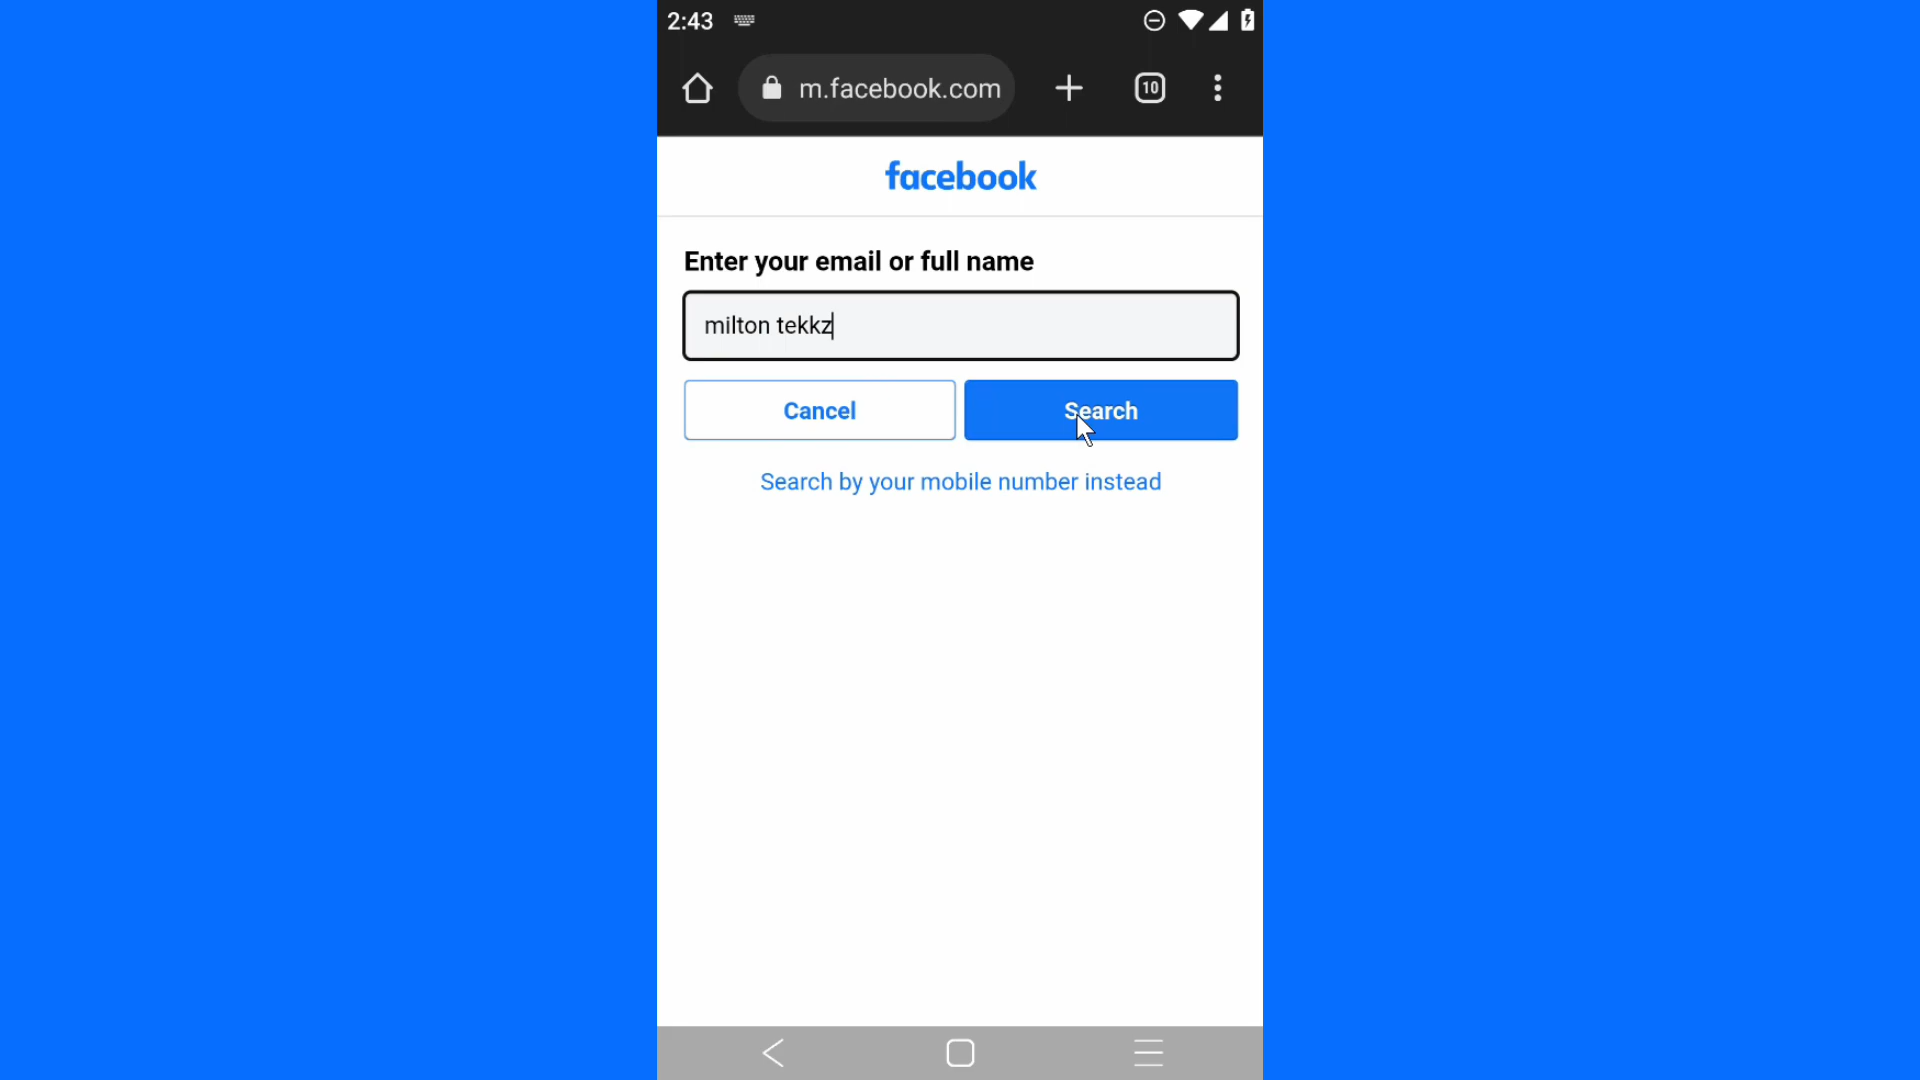 2:43
m.facebook.com
10
facebook
Enter your email or full name
milton tekkz
Cancel
Search
Search by your mobile number instead